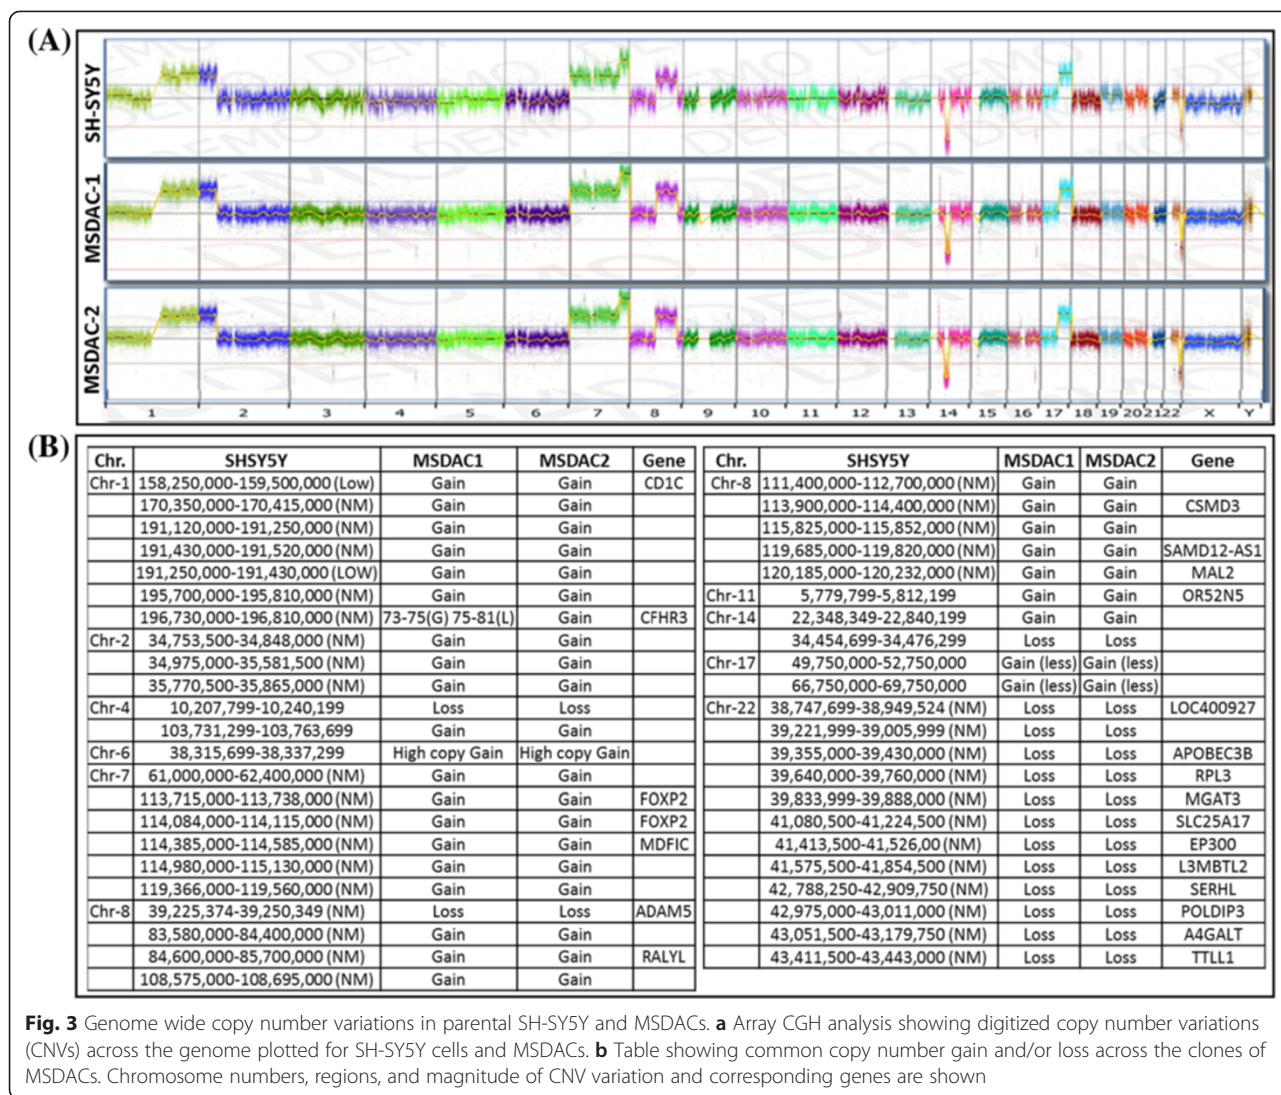 (A)
SH-SY5Y
MSDAC-1
MSDAC-2
DEMO
1 2 3 4 5 6 7 8 9 10 11 12 13 14 15 16 17 18 19 20 21 22 X Y
(B)
Chr. SHSY5Y MSDAC1 MSDAC2 Gene
Chr-1 158,250,000-159,500,000 (Low) Gain Gain CD1C
170,350,000-170,415,000 (NM) Gain Gain
191,120,000-191,250,000 (NM) Gain Gain
191,430,000-191,520,000 (NM) Gain Gain
191,250,000-191,430,000 (LOW) Gain Gain
195,700,000-195,810,000 (NM) Gain Gain
196,730,000-196,810,000 (NM) 73-75(G) 75-81(L) Gain CFHR3
Chr-2 34,753,500-34,848,000 (NM) Gain Gain
34,975,000-35,581,500 (NM) Gain Gain
35,770,500-35,865,000 (NM) Gain Gain
Chr-4 10,207,799-10,240,199 Loss Loss
103,731,299-103,763,699 Gain Gain
Chr-6 38,315,699-38,337,299 High copy Gain High copy Gain
Chr-7 61,000,000-62,400,000 (NM) Gain Gain
113,715,000-113,738,000 (NM) Gain Gain FOXP2
114,084,000-114,115,000 (NM) Gain Gain FOXP2
114,385,000-114,585,000 (NM) Gain Gain MDFIC
114,980,000-115,130,000 (NM) Gain Gain
119,366,000-119,560,000 (NM) Gain Gain
Chr-8 39,225,374-39,250,349 (NM) Loss Loss ADAM5
83,580,000-84,400,000 (NM) Gain Gain
84,600,000-85,700,000 (NM) Gain Gain RALYL
108,575,000-108,695,000 (NM) Gain Gain
Chr. SHSY5Y MSDAC1 MSDAC2 Gene
Chr-8 111,400,000-112,700,000 (NM) Gain Gain
113,900,000-114,400,000 (NM) Gain Gain CSMD3
115,825,000-115,852,000 (NM) Gain Gain
119,685,000-119,820,000 (NM) Gain Gain SAMD12-AS1
120,185,000-120,232,000 (NM) Gain Gain MAL2
Chr-11 5,779,799-5,812,199 Gain Gain OR52N5
Chr-14 22,348,349-22,840,199 Gain Gain
34,454,699-34,476,299 Loss Loss
Chr-17 49,750,000-52,750,000 Gain (less) Gain (less)
66,750,000-69,750,000 Gain (less) Gain (less)
Chr-22 38,747,699-38,949,524 (NM) Loss Loss LOC400927
39,221,999-39,005,999 (NM) Loss Loss
39,355,000-39,430,000 (NM) Loss Loss APOBEC3B
39,640,000-39,760,000 (NM) Loss Loss RPL3
39,833,999-39,888,000 (NM) Loss Loss MGAT3
41,080,500-41,224,500 (NM) Loss Loss SLC25A17
41,413,500-41,526,00 (NM) Loss Loss EP300
41,575,500-41,854,500 (NM) Loss Loss L3MBTL2
42, 788,250-42,909,750 (NM) Loss Loss SERHL
42,975,000-43,011,000 (NM) Loss Loss POLDIP3
43,051,500-43,179,750 (NM) Loss Loss A4GALT
43,411,500-43,443,000 (NM) Loss Loss TTLL1
Fig. 3 Genome wide copy number variations in parental SH-SY5Y and MSDACs. a Array CGH analysis showing digitized copy number variations
(CNVs) across the genome plotted for SH-SY5Y cells and MSDACs. b Table showing common copy number gain and/or loss across the clones of
MSDACs. Chromosome numbers, regions, and magnitude of CNV variation and corresponding genes are shown